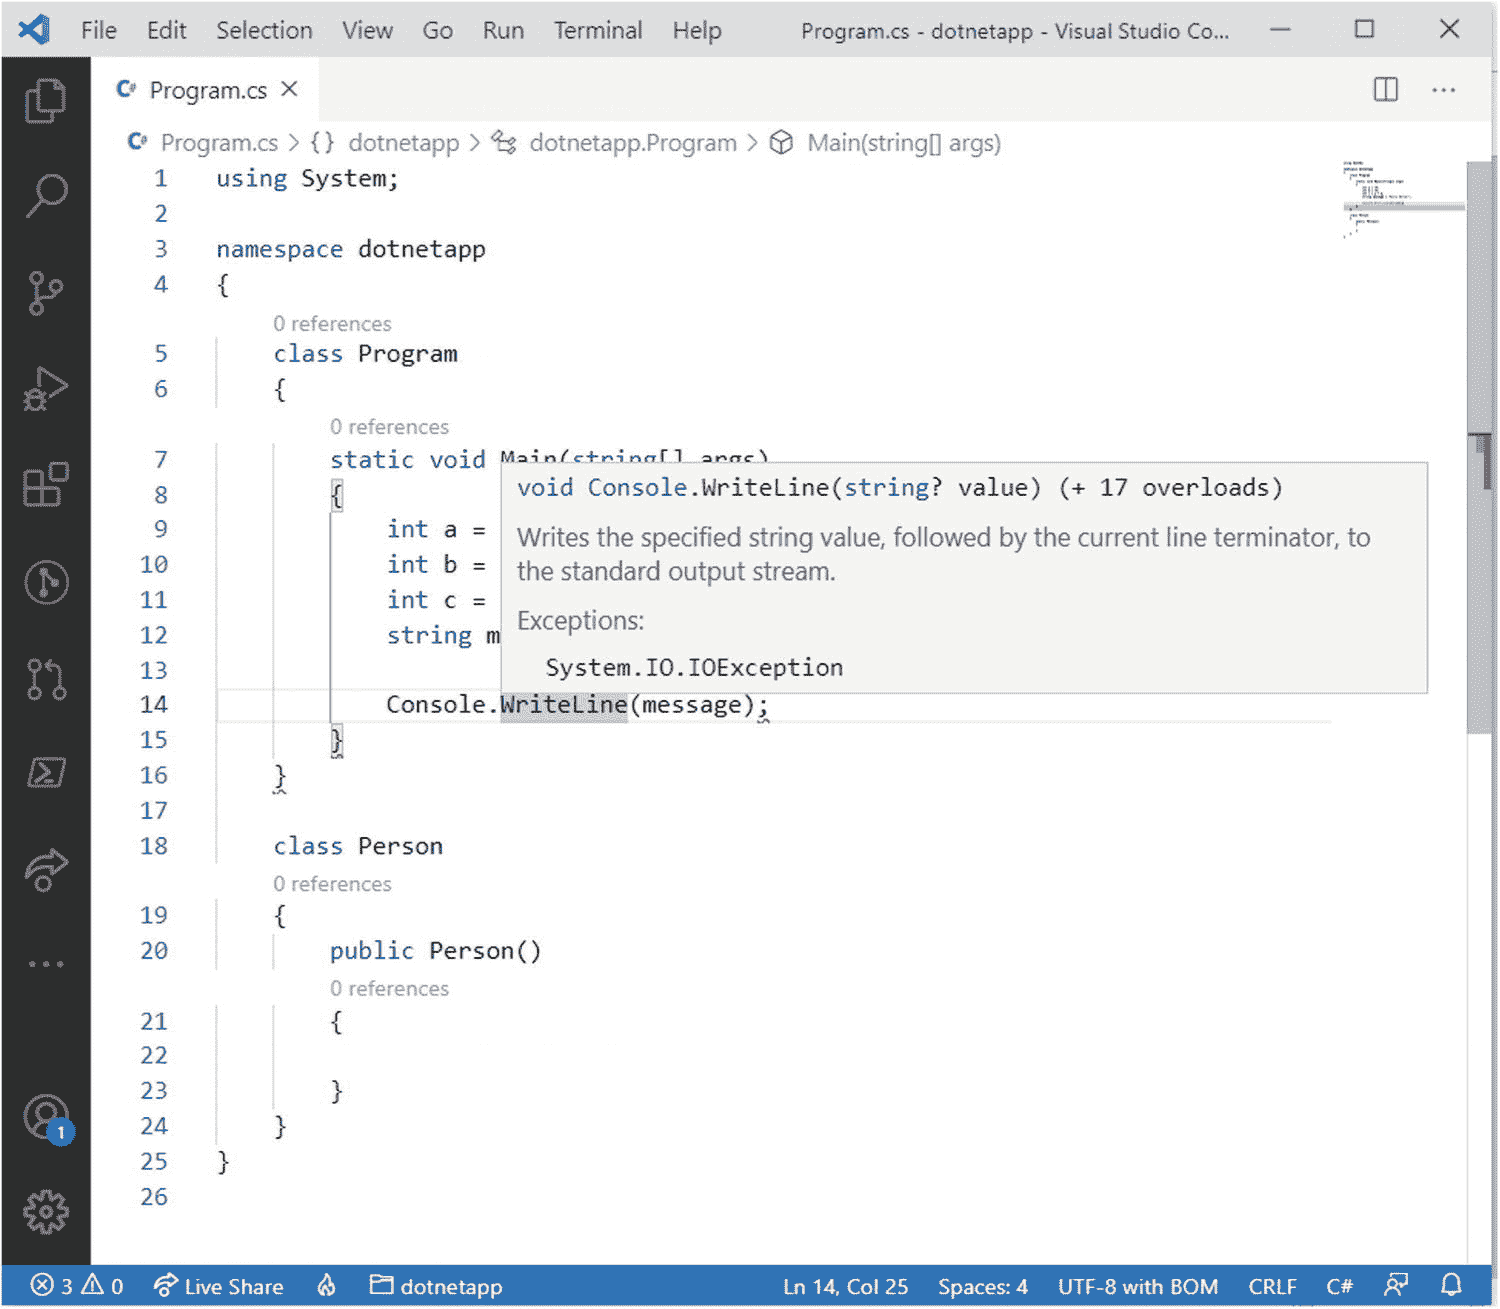 File Edit Selection View Go Run Terminal Help Program.cs - dotnetapp - Visual Studio Co...
C# Program.cs
C# Program.cs > {} dotnetapp > dotnetapp.Program > Main(string[] args)
1 using System;
2
3 namespace dotnetapp
4 {
0 references
5 class Program
6 {
0 references
7 static void Main(string[] args)
void Console.WriteLine(string? value) (+ 17 overloads)
Writes the specified string value, followed by the current line terminator, to
the standard output stream.
Exceptions:
System.IO.IOException
8 {
9 int a =
10 int b =
11 int c =
12 string m
13
14 Console.WriteLine(message);
15 }
16 }
17
18 class Person
0 references
19 {
20 public Person()
0 references
21 {
22
23 }
24 }
25 }
26
1
3 0 Live Share dotnetapp Ln 14, Col 25 Spaces: 4 UTF-8 with BOM CRLF C#